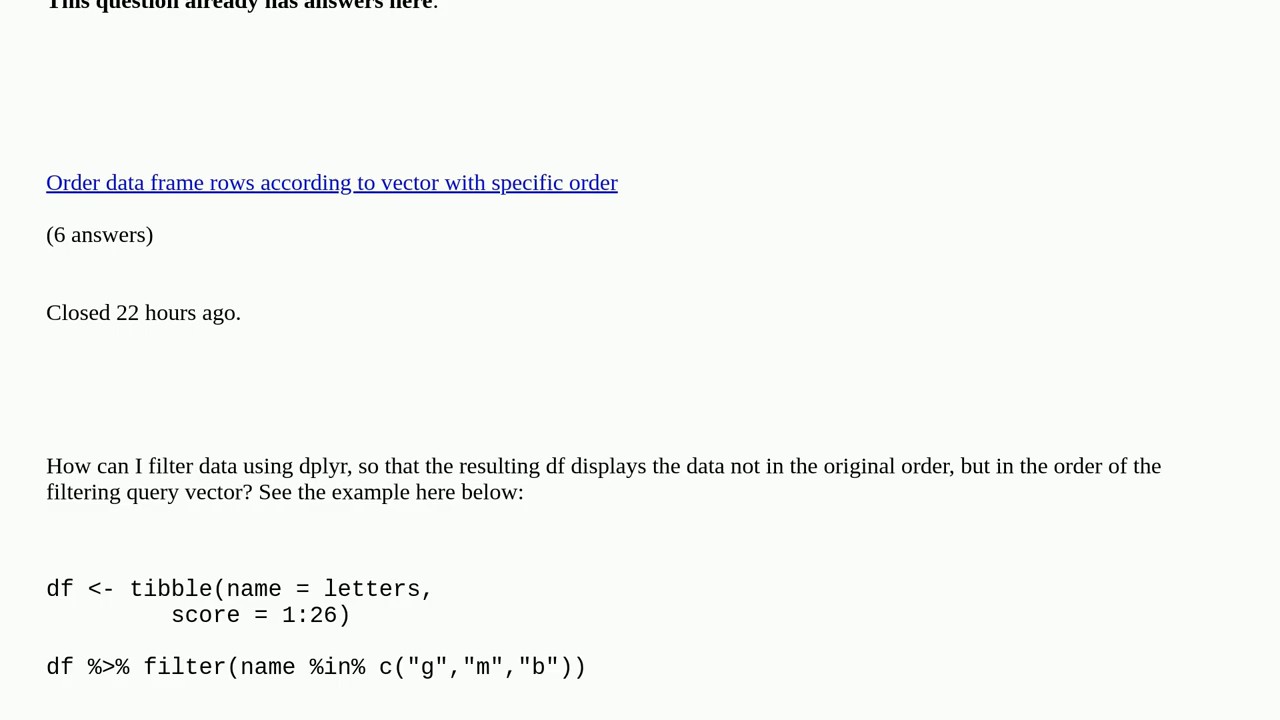 This question already has answers here:
Order data frame rows according to vector with specific order
(6 answers)
Closed 22 hours ago.
How can I filter data using dplyr, so that the resulting df displays the data not in the original order, but in the order of the
filtering query vector? See the example here below:
df <- tibble(name = letters,
         score = 1:26)
df %>% filter(name %in% c("g","m","b"))